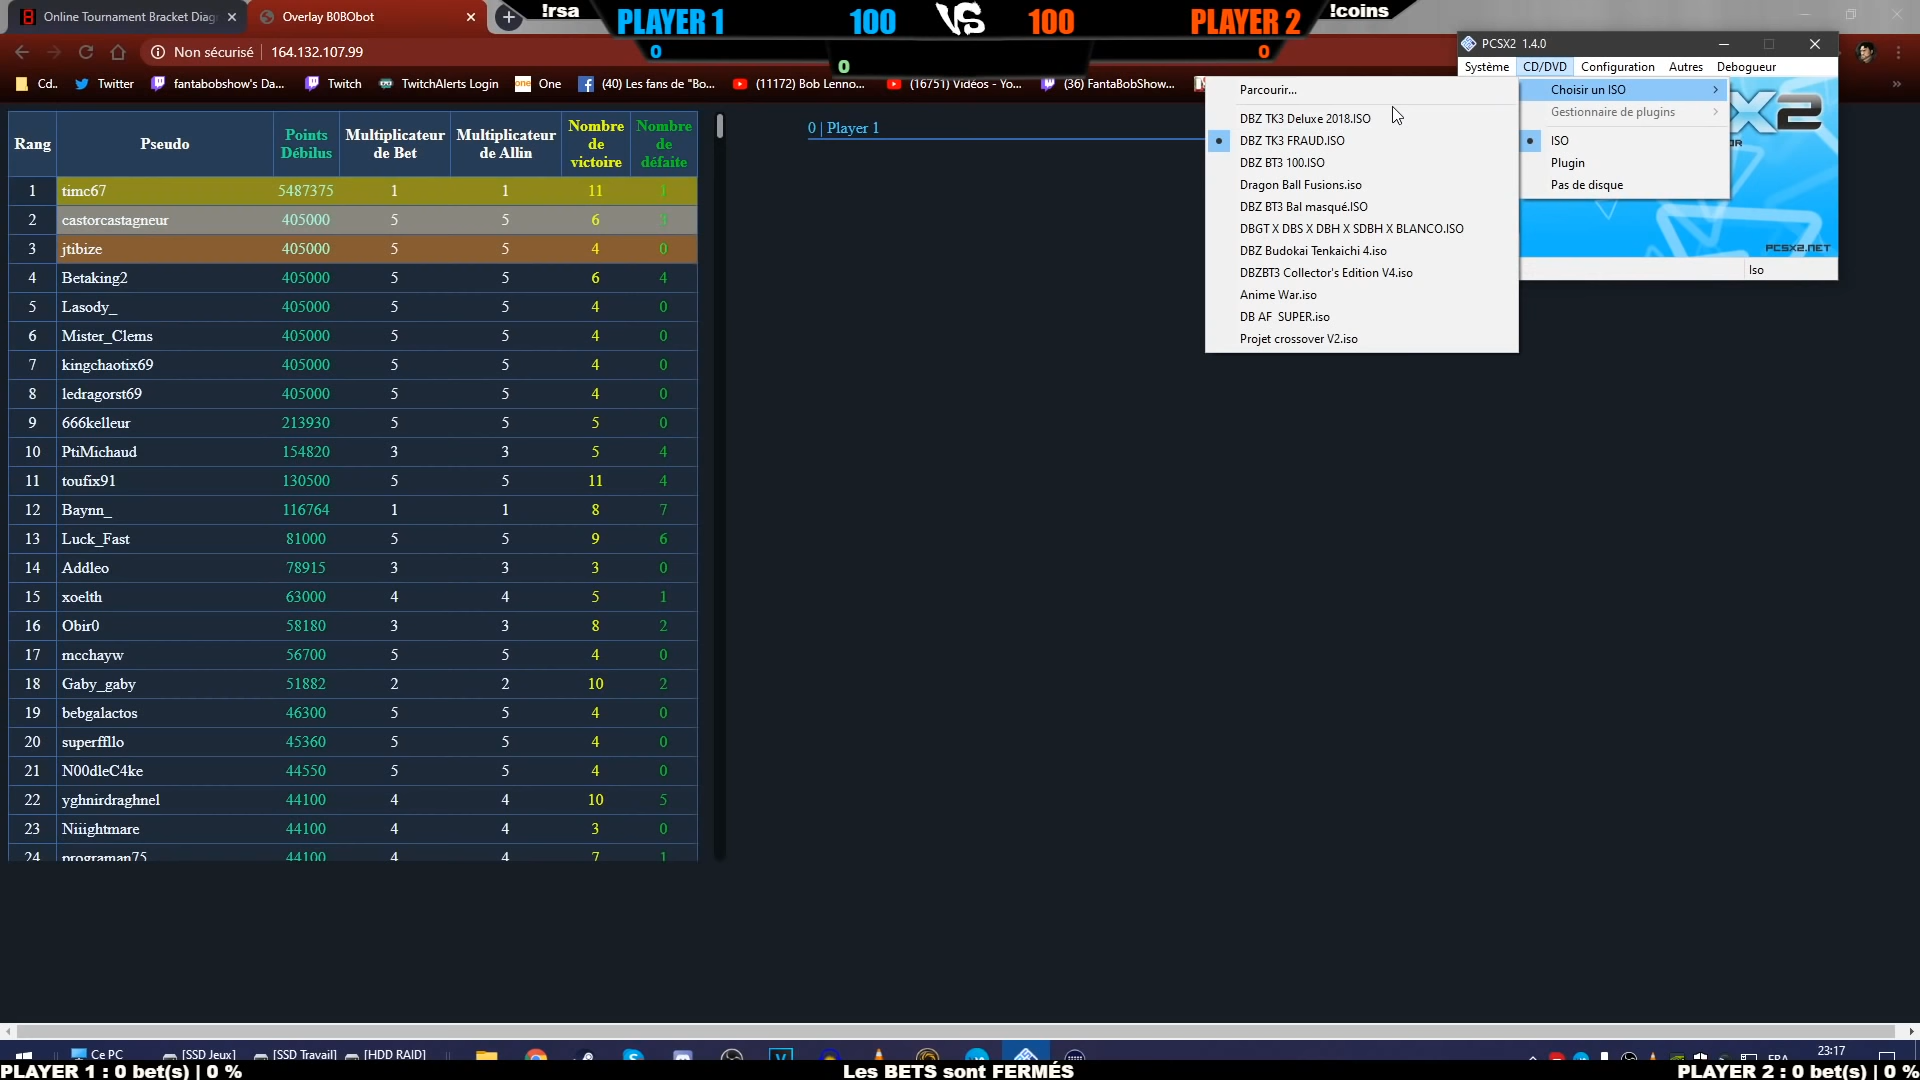 Online Tournament Bracket Diag
Overlay B0BObot
!rsa
PLAYER 1
100
VS
100
PLAYER 2
!coins
0
0
0
Non sécurisé
164.132.107.99
Cd..
Twitter
fantabobshow's Da...
Twitch
TwitchAlerts Login
One
(40) Les fans de "Bo...
(11172) Bob Lenno...
(16751) Vidéos - Yo...
(36) FantaBobShow...
PCSX2 1.4.0
Système
CD/DVD
Configuration
Autres
Debogueur
Choisir un ISO
Gestionnaire de plugins
ISO
Plugin
Pas de disque
PCSX2.NET
Iso
Parcourir...
DBZ TK3 Deluxe 2018.ISO
DBZ TK3 FRAUD.ISO
DBZ BT3 100.ISO
Dragon Ball Fusions.iso
DBZ BT3 Bal masqué.ISO
DBGT X DBS X DBH X SDBH X BLANCO.ISO
DBZ Budokai Tenkaichi 4.iso
DBZBT3 Collector's Edition V4.iso
Anime War.iso
DB AF  SUPER.iso
Projet crossover V2.iso
0 | Player 1
Rang Pseudo Points Débilus Multiplicateur de Bet Multiplicateur de Allin Nombre de victoire Nombre de défaite
1 timc67 5487375 1 1 11 1
2 castorcastagneur 405000 5 5 6
3 jtibize 405000 5 5 4 0
4 Betaking2 405000 5 5 6 4
5 Lasody_ 405000 5 5 4 0
6 Mister_Clems 405000 5 5 4 0
7 kingchaotix69 405000 5 5 4 0
8 ledragorst69 405000 5 5 4 0
9 666kelleur 213930 5 5 5 0
10 PtiMichaud 154820 3 3 5 4
11 toufix91 130500 5 5 11 4
12 Baynn_ 116764 1 1 8 7
13 Luck_Fast 81000 5 5 9 6
14 Addleo 78915 3 3 3 0
15 xoelth 63000 4 4 5 1
16 Obir0 58180 3 3 8 2
17 mcchayw 56700 5 5 4 0
18 Gaby_gaby 51882 2 2 10 2
19 bebgalactos 46300 5 5 4 0
20 superffllo 45360 5 5 4 0
21 N00dleC4ke 44550 5 5 4 0
22 yghnirdraghnel 44100 4 4 10 5
23 Niiightmare 44100 4 4 3 0
24 programan75 44100 4 4 7 1
Ce PC
[SSD Jeux]
[SSD Travail]
[HDD RAID]
FRA
23:17
PLAYER 1 : 0 bet(s) | 0 %
Les BETS sont FERMÉS
PLAYER 2 : 0 bet(s) | 0 %